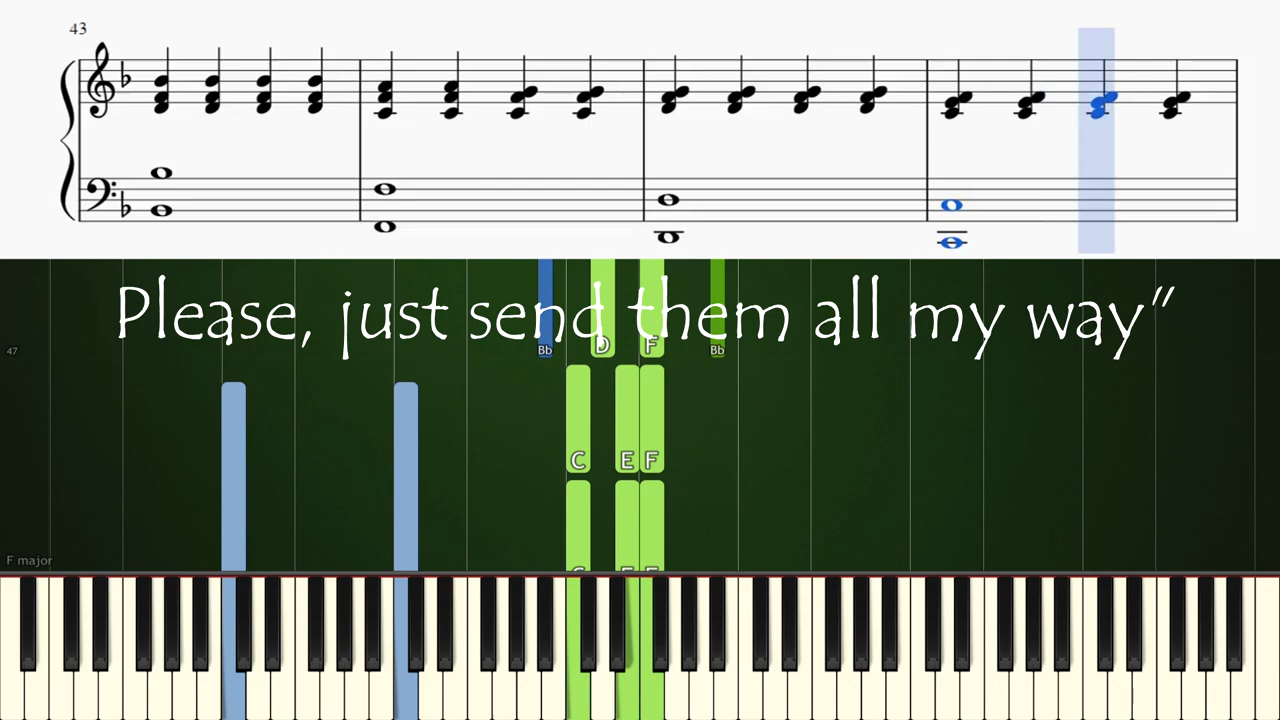 43
Please, just send them all my way”
D F
Bb Bb
47
C E F
F major